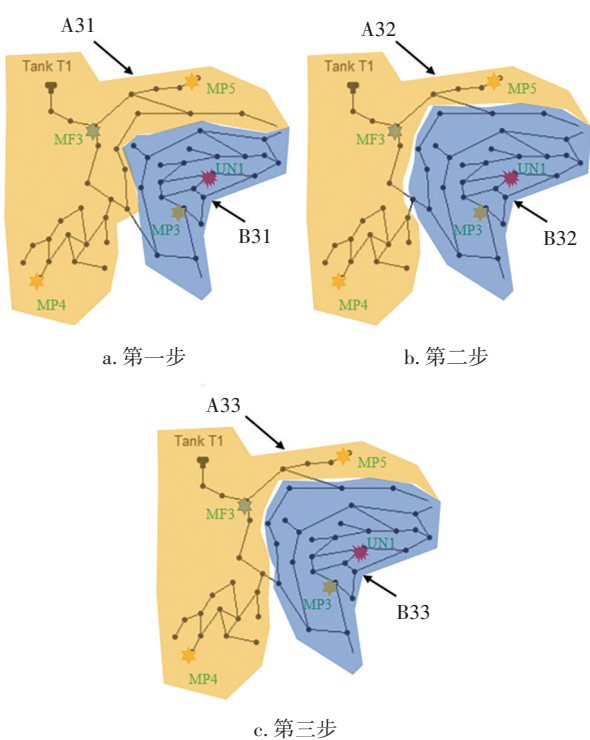 A31
Tank T1
MP5
MF3
UN1
MP3
B31
MP4
a. 第一步
A32
Tank T1
MP5
MF3
UN1
MP3
B32
MP4
b. 第二步
A33
Tank T1
MP5
MF3
UN1
MP3
B33
MP4
c. 第三步